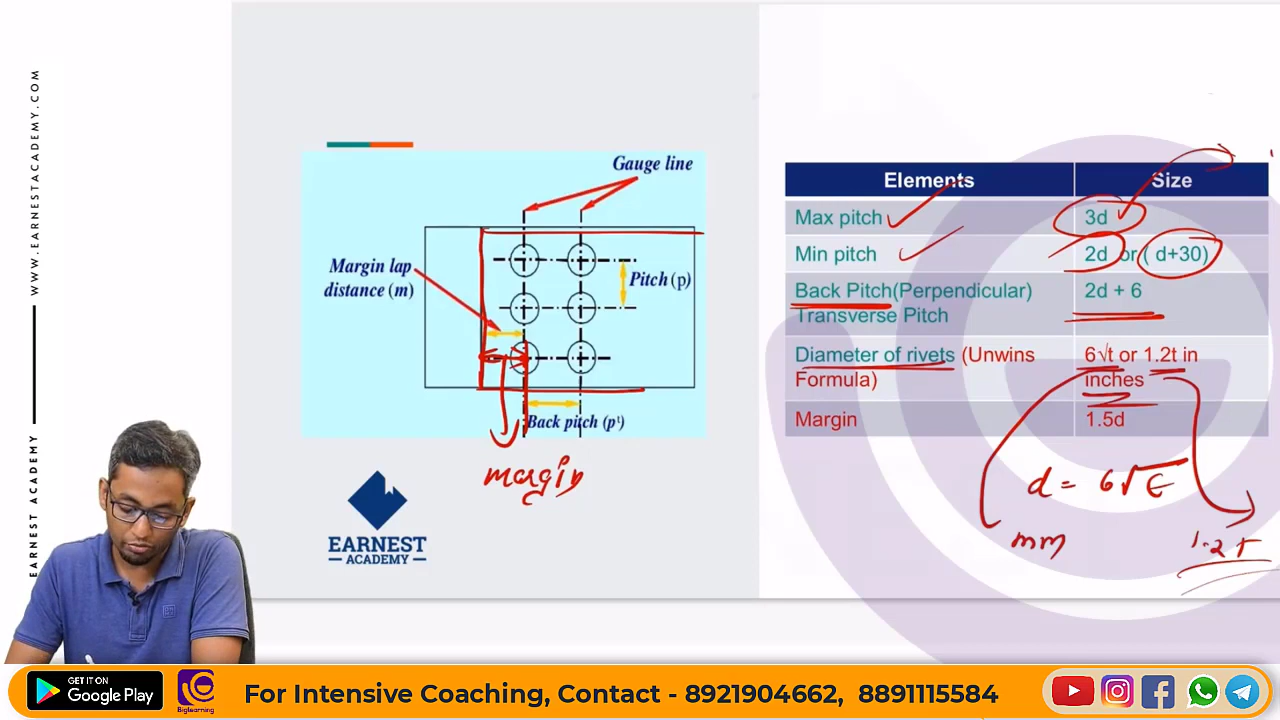 WWW.EARNESTACADEMY.COM
EARNEST ACADEMY
Gauge line
Margin lap
distance (m)
Pitch (p)
Back pitch (p
margin
EARNEST
ACADEMY
Elements Size
Max pitch 3d
Min pitch 2d or ( d+30)
Back Pitch(Perpendicular) 2d + 6
Transverse Pitch
Diameter of rivets (Unwins 6√t or 1.2t in
Formula) inches
Margin 1.5d
d = 6√t
mm
1.2t
GET IT ON
Google Play
Biglearning
For Intensive Coaching, Contact - 8921904662, 8891115584